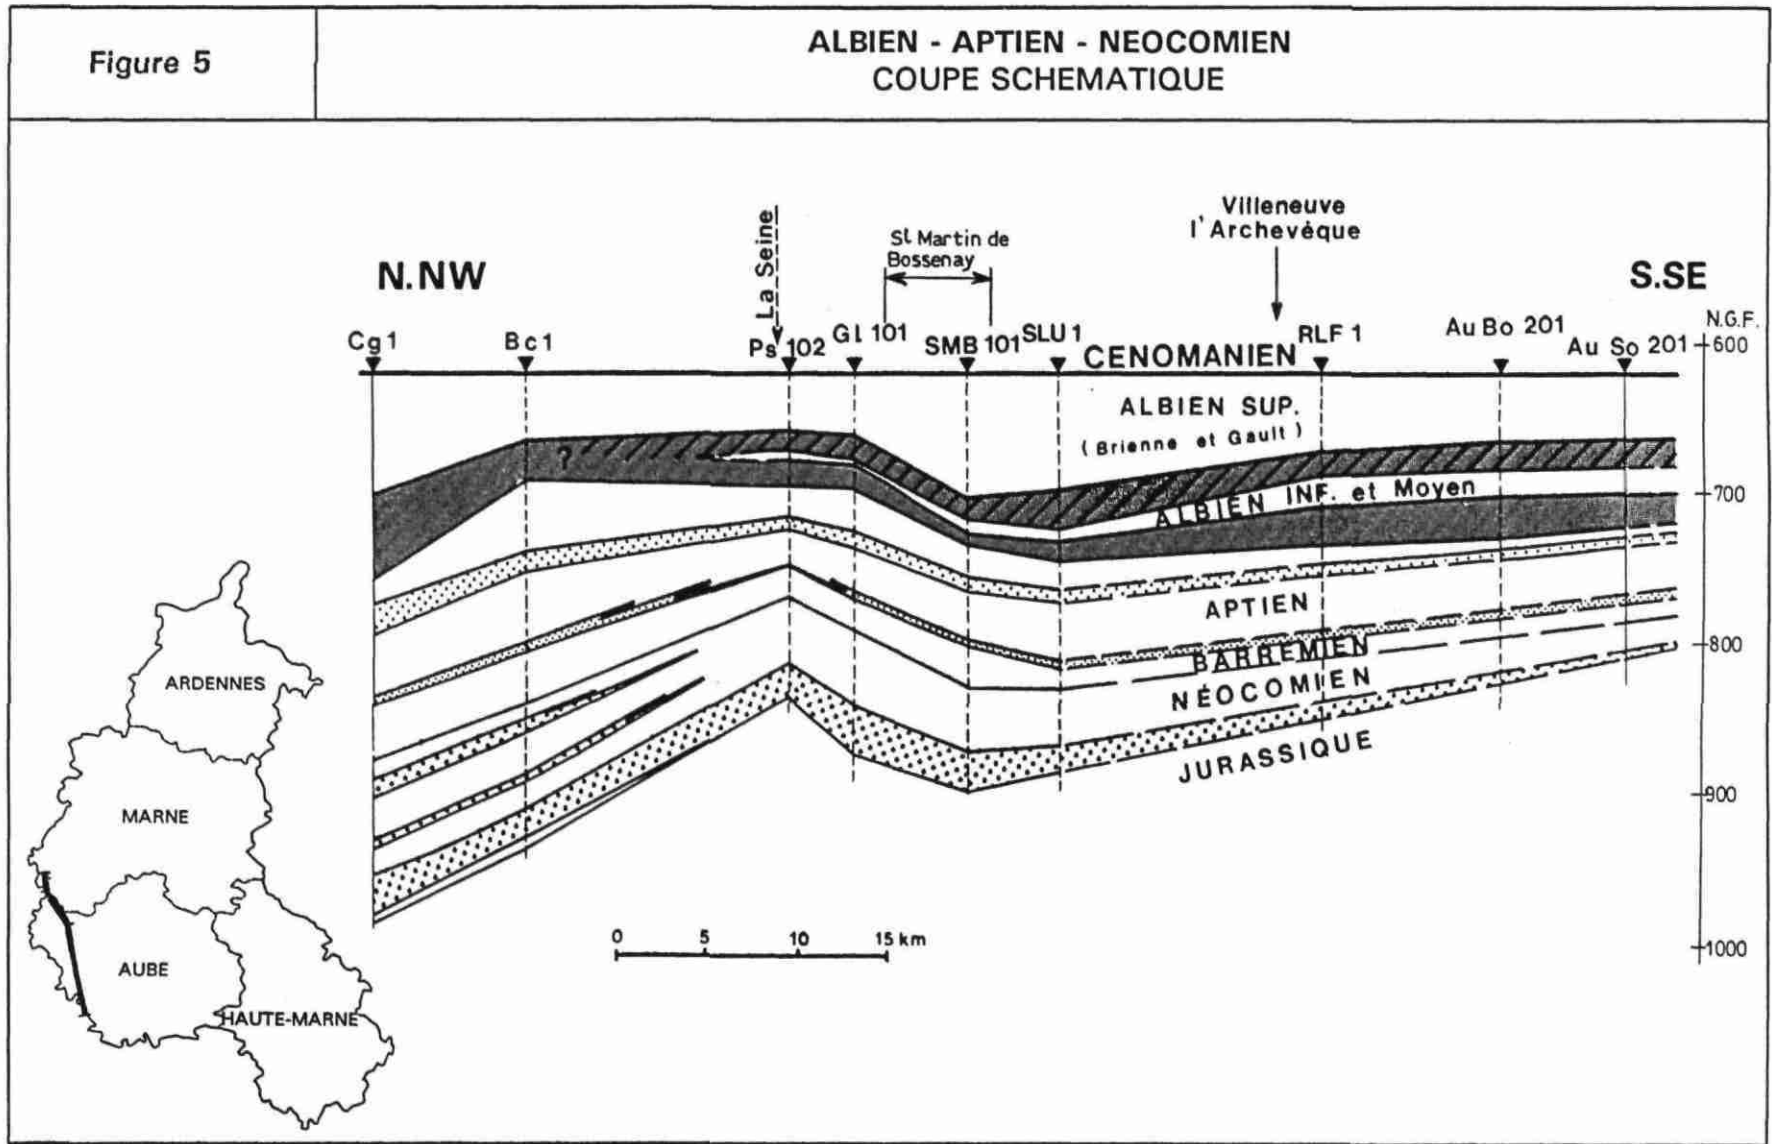 Figure 5
ALBIEN - APTIEN - NEOCOMIEN
COUPE SCHEMATIQUE
La Seine
St Martin de
Bossenay
Villeneuve
l'Archevéque
N.NW
S.SE
N.G.F.
Cg 1
Bc 1
Ps 102
Gl 101
SMB 101
SLU 1
CENOMANIEN
RLF 1
Au Bo 201
Au So 201
600
ALBIEN SUP.
(Brienne et Gault)
?
ALBIEN INF. et Moyen
700
APTIEN
BARREMIEN
800
NÉOCOMIEN
JURASSIQUE
900
1000
0 5 10 15 km
ARDENNES
MARNE
AUBE
HAUTE-MARNE